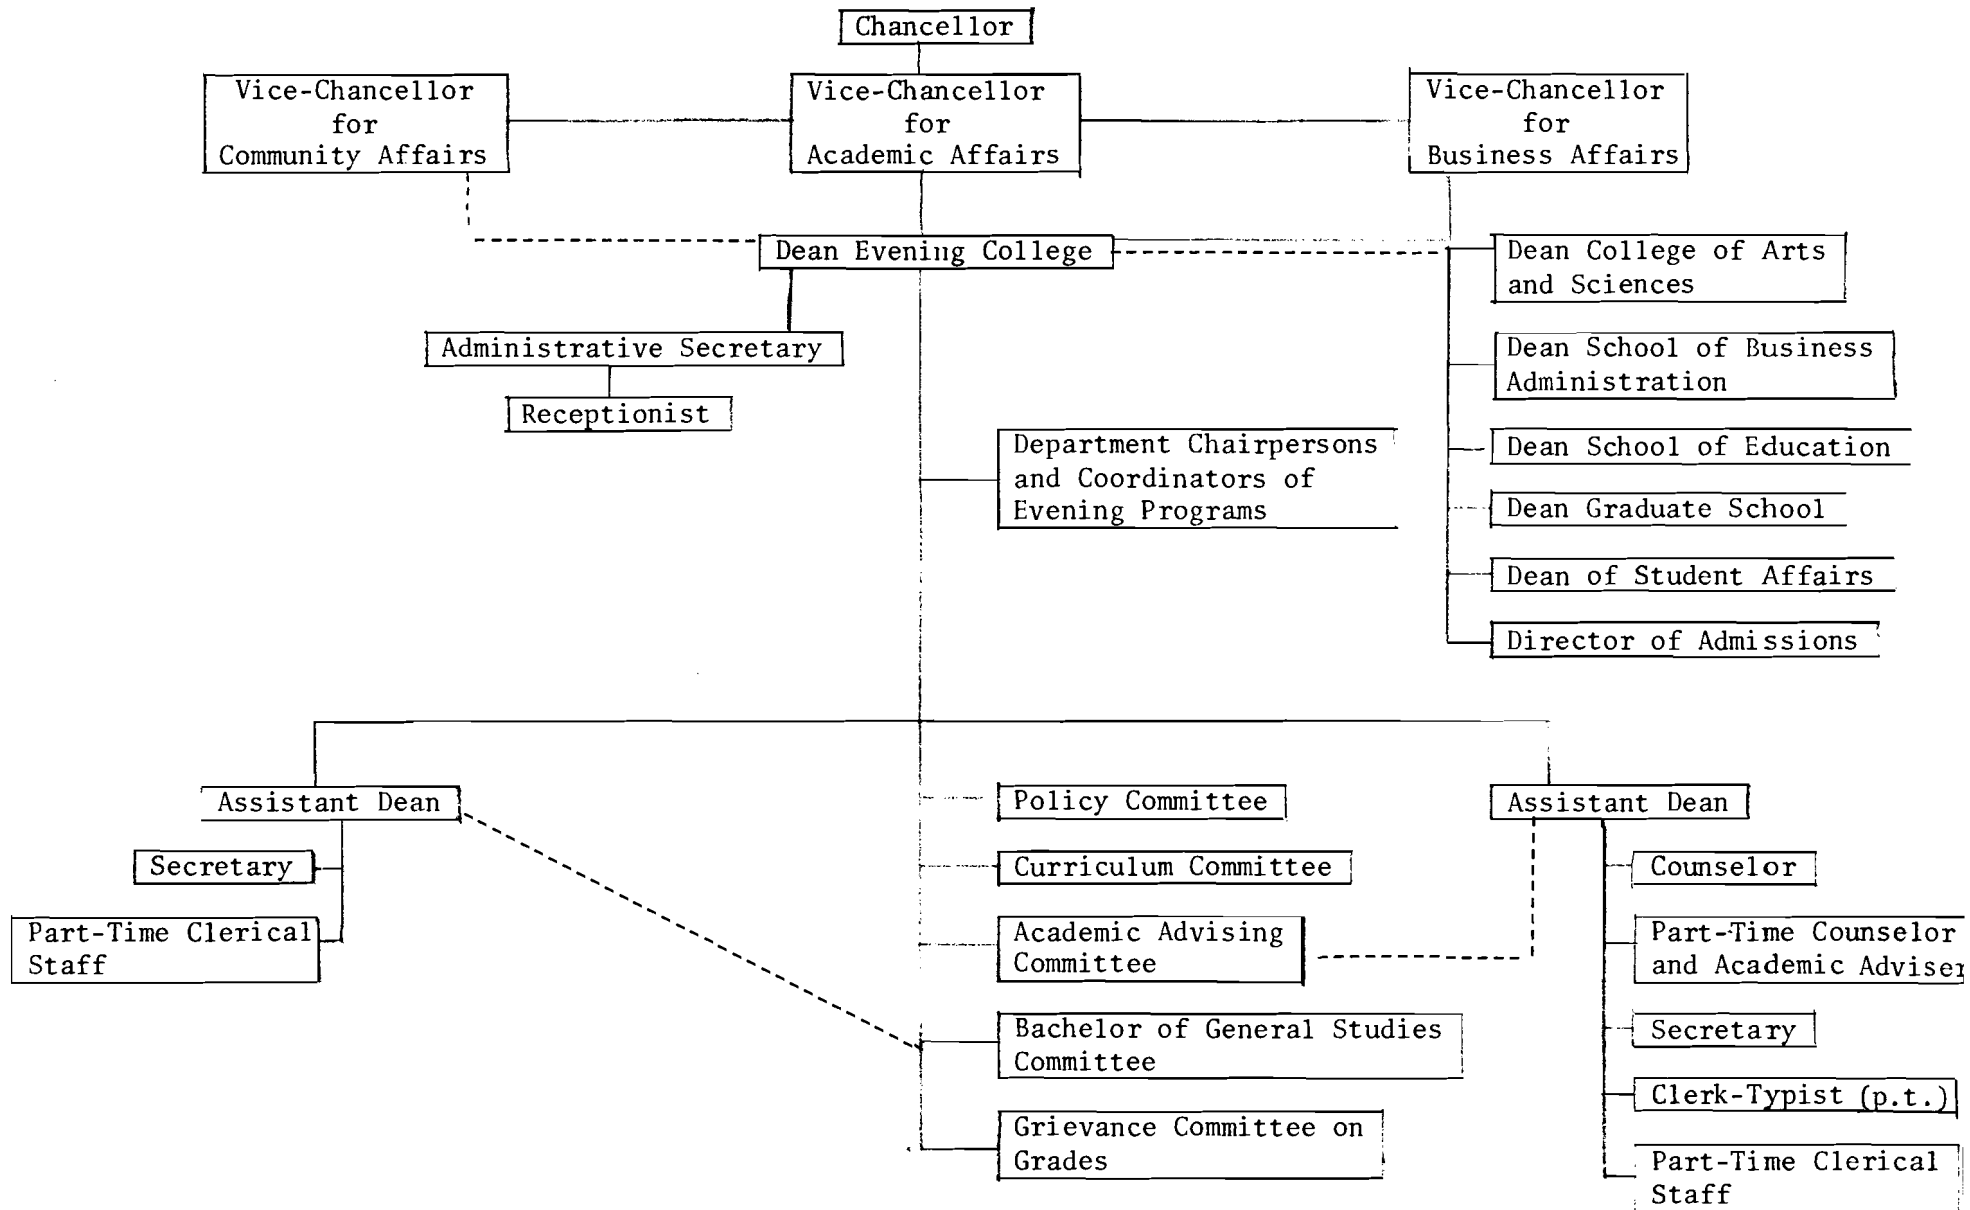 Chancellor
Vice-Chancellor
for
Community Affairs
Vice-Chancellor
for
Academic Affairs
Vice-Chancellor
for
Business Affairs
Dean Evening College
Dean College of Arts
and Sciences
Administrative Secretary
Dean School of Business
Administration
Receptionist
Department Chairpersons
and Coordinators of
Evening Programs
Dean School of Education
Dean Graduate School
Dean of Student Affairs
Director of Admissions
Assistant Dean
Secretary
Part-Time Clerical
Staff
Policy Committee
Curriculum Committee
Academic Advising
Committee
Bachelor of General Studies
Committee
Grievance Committee on
Grades
Assistant Dean
Counselor
Part-Time Counselor
and Academic Adviser
Secretary
Clerk-Typist (p.t.)
Part-Time Clerical
Staff